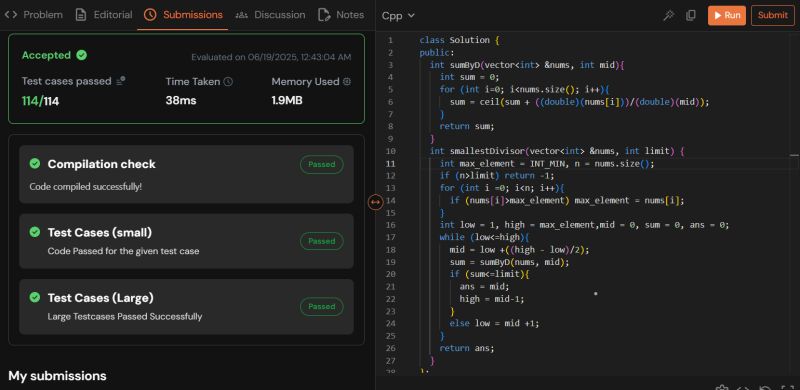 Problem Editorial Submissions Discussion Notes
Accepted
Evaluated on 06/19/2025, 12:43:04 AM
Test cases passed Time Taken Memory Used
114/114 38ms 1.9MB
Compilation check Passed
Code compiled successfully!
Test Cases (small) Passed
Code Passed for the given test case
Test Cases (Large) Passed
Large Testcases Passed Successfully
My submissions
Cpp Run Submit
1 class Solution {
2 public:
3 int sumByD(vector<int> &nums, int mid){
4 int sum = 0;
5 for (int i=0; i<nums.size(); i++){
6 sum = ceil(sum + ((double)(nums[i]))/(double)(mid));
7 }
8 return sum;
9 }
10 int smallestDivisor(vector<int> &nums, int limit) {
11 int max_element = INT_MIN, n = nums.size();
12 if (n>limit) return -1;
13 for (int i =0; i<n; i++){
14 if (nums[i]>max_element) max_element = nums[i];
15 }
16 int low = 1, high = max_element,mid = 0, sum = 0, ans = 0;
17 while (low<=high){
18 mid = low +((high - low)/2);
19 sum = sumByD(nums, mid);
20 if (sum<=limit){
21 ans = mid;
22 high = mid-1;
23 }
24 else low = mid +1;
25 }
26 return ans;
27 }
28 };